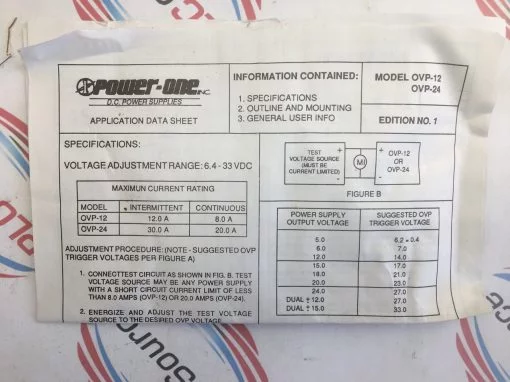 POWER-ONE INC.
D.C. POWER SUPPLIES
APPLICATION DATA SHEET
INFORMATION CONTAINED:
1. SPECIFICATIONS
2. OUTLINE AND MOUNTING
3. GENERAL USER INFO
MODEL OVP-12
OVP-24
EDITION NO. 1
SPECIFICATIONS:
VOLTAGE ADJUSTMENT RANGE: 6.4 - 33 VDC
MAXIMUN CURRENT RATING
MODEL INTERMITTENT CONTINUOUS
OVP-12 12.0 A 8.0 A
OVP-24 30.0 A 20.0 A
ADJUSTMENT PROCEDURE: (NOTE - SUGGESTED OVP
TRIGGER VOLTAGES PER FIGURE A)
1. CONNECTTEST CIRCUIT AS SHOWN IN FIG. B. TEST
VOLTAGE SOURCE MAY BE ANY POWER SUPPLY
WITH A SHORT CIRCUIT CURRENT LIMIT OF LESS
THAN 8.0 AMPS (OVP-12) OR 20.0 AMPS (OVP-24).
2. ENERGIZE AND ADJUST THE TEST VOLTAGE
SOURCE TO THE DESIRED OVP VOLTAGE.
TEST
VOLTAGE SOURCE
(MUST BE
CURRENT LIMITED)
+
-
M
+
-
OVP-12
OR
OVP-24
FIGURE B
POWER SUPPLY SUGGESTED OVP
OUTPUT VOLTAGE TRIGGER VOLTAGE
5.0 6.2 ± 0.4
6.0 7.0
12.0 14.0
15.0 17.0
18.0 21.0
20.0 23.0
24.0 27.0
DUAL ± 12.0 27.0
DUAL ± 15.0 33.0